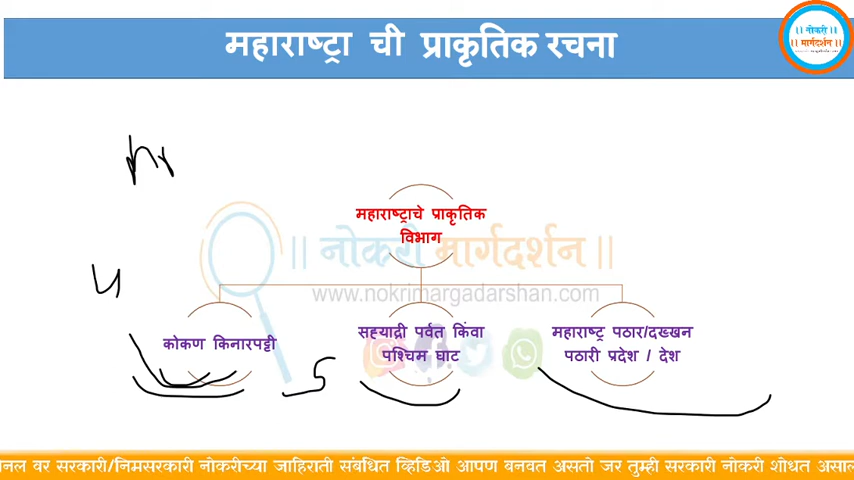 महाराष्ट्रा ची प्राकृतिक रचना
|| नोकरी ||
|| मार्गदर्शन ||
महाराष्ट्राचे प्राकृतिक
विभाग
|| नोकरी मार्गदर्शन ||
www.nokrimargadarshan.com
कोकण किनारपट्टी
सह्याद्री पर्वत किंवा
पश्चिम घाट
महाराष्ट्र पठार/दख्खन
पठारी प्रदेश / देश
नल वर सरकारी/निमसरकारी नोकरीच्या जाहिराती संबंधित व्हिडिओ आपण बनवत असतो जर तुम्ही सरकारी नोकरी शोधत असाल